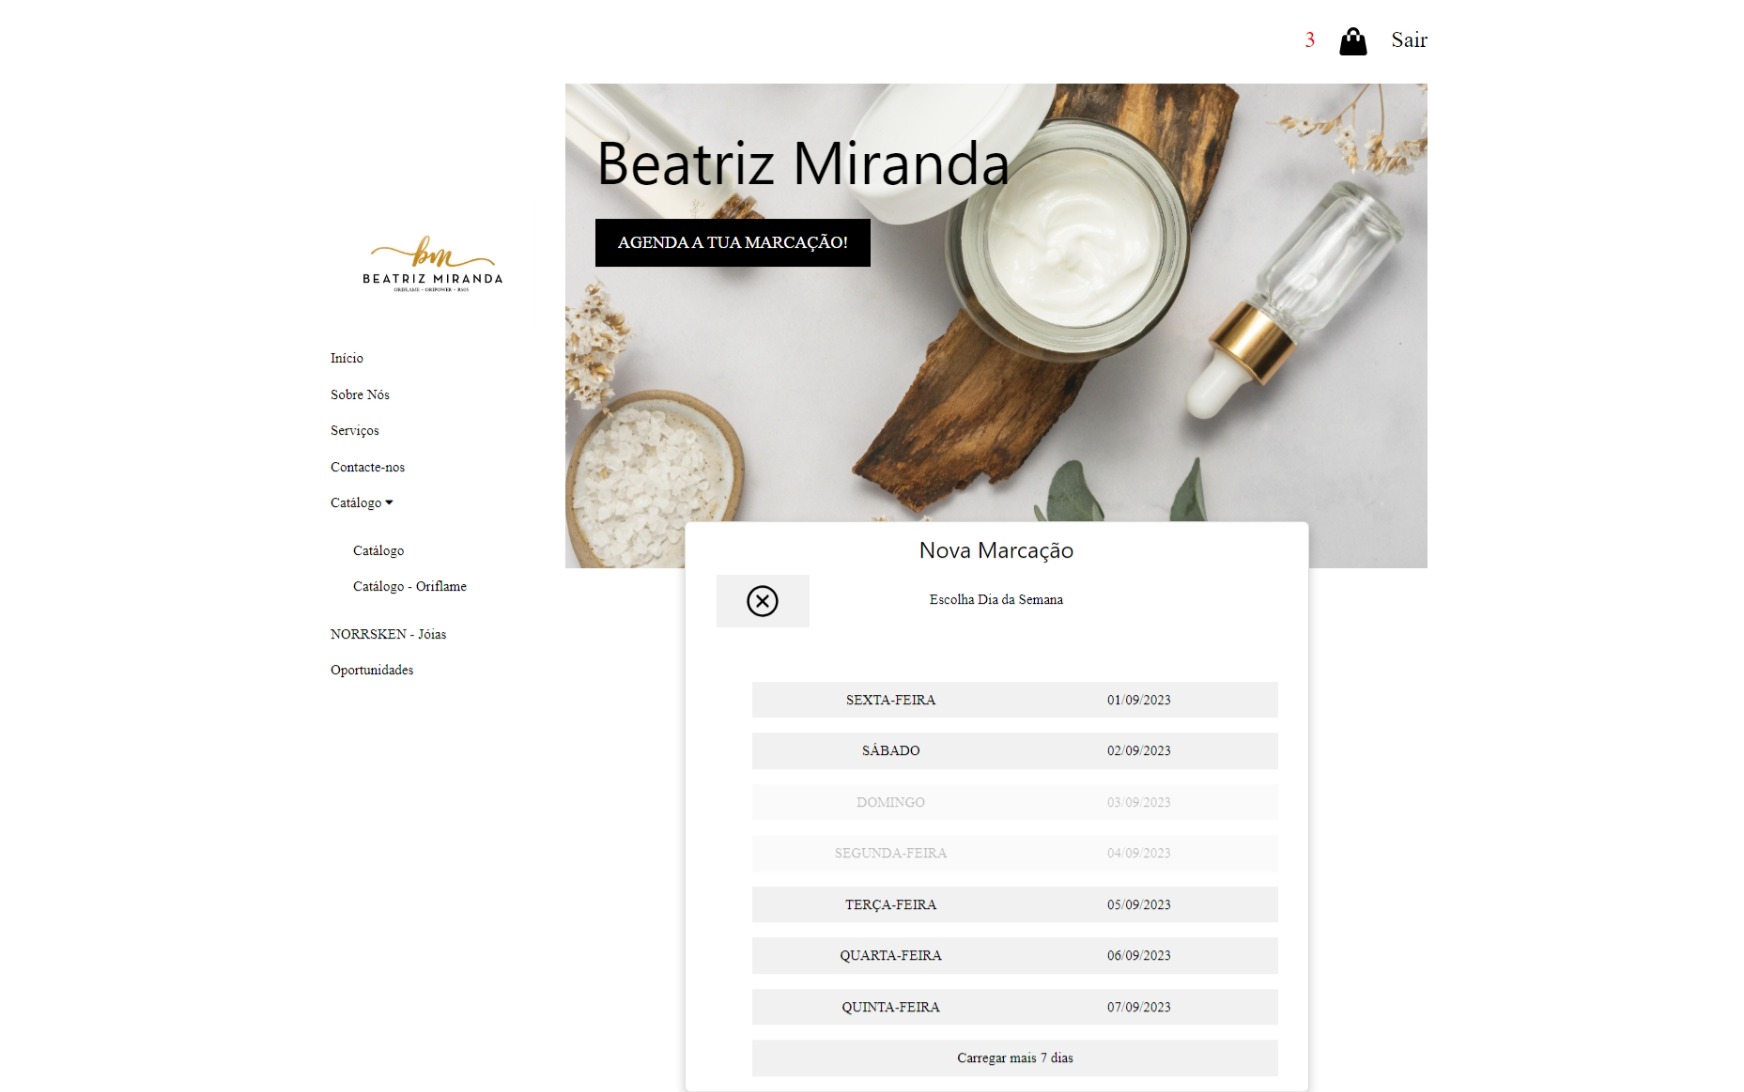 3 Sair
Beatriz Miranda
AGENDA A TUA MARCAÇÃO!
bm
BEATRIZ MIRANDA
ORIFLAME - ORIPOWER - BSOS
Início
Sobre Nós
Serviços
Contacte-nos
Catálogo
Catálogo
Catálogo - Oriflame
NORRSKEN - Jóias
Oportunidades
Nova Marcação
Escolha Dia da Semana
SEXTA-FEIRA 01/09/2023
SÁBADO 02/09/2023
DOMINGO 03/09/2023
SEGUNDA-FEIRA 04/09/2023
TERÇA-FEIRA 05/09/2023
QUARTA-FEIRA 06/09/2023
QUINTA-FEIRA 07/09/2023
Carregar mais 7 dias